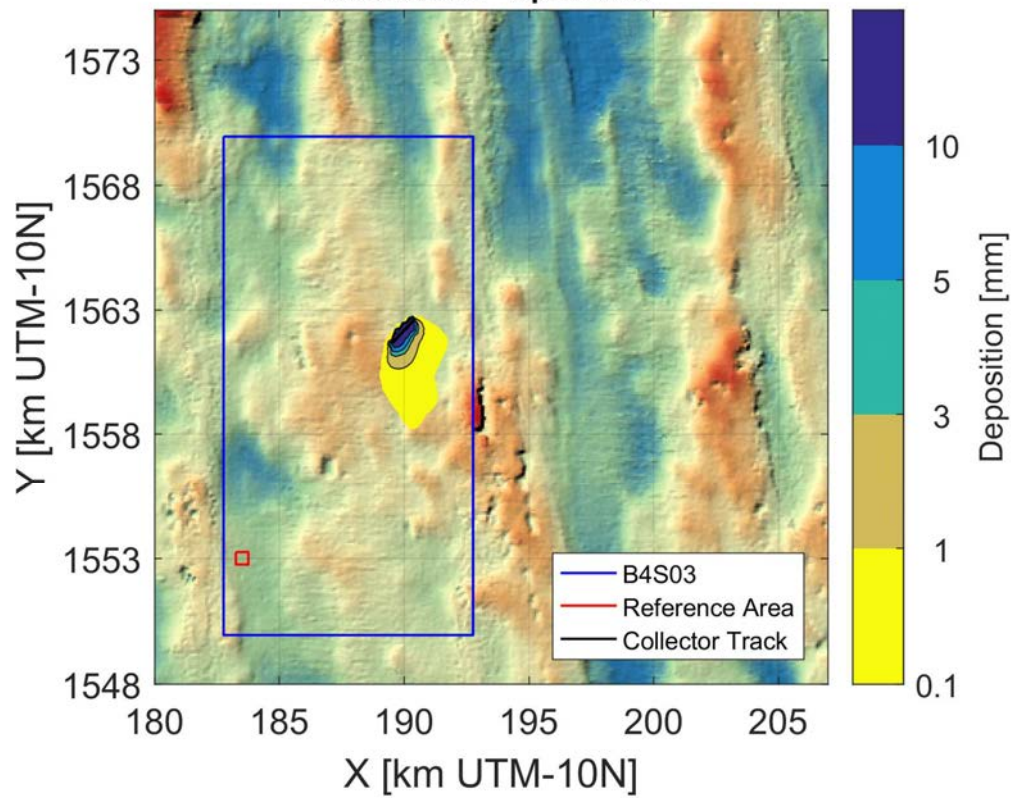 1573
1568
1563
1558
1553
1548
Y [km UTM-10N]
180 185 190 195 200 205
X [km UTM-10N]
B4S03
Reference Area
Collector Track
10
5
3
1
0.1
Deposition [mm]